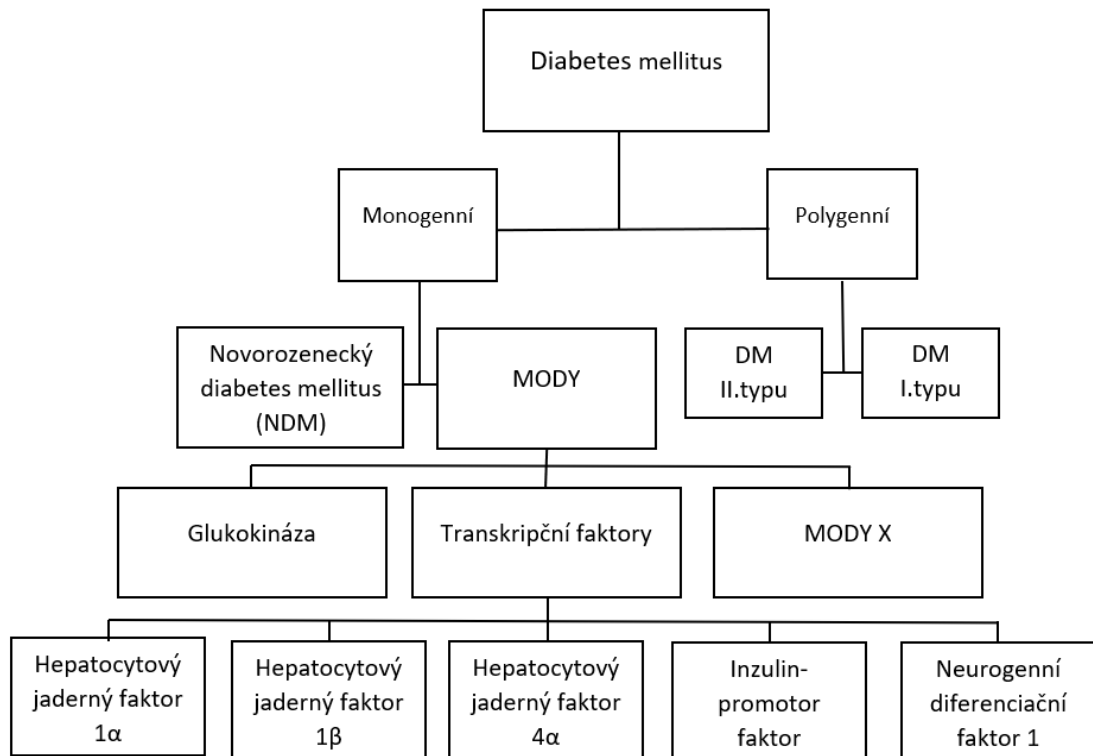 Diabetes mellitus
Monogenní
Polygenní
Novorozenecký
diabetes mellitus
(NDM)
MODY
DM
II.typu
DM
I.typu
Glukokináza
Transkripční faktory
MODY X
Hepatocytový
jaderný faktor
1α
Hepatocytový
jaderný faktor
1β
Hepatocytový
jaderný faktor
4α
Inzulin-
promotor
faktor
Neurogenní
diferenciační
faktor 1